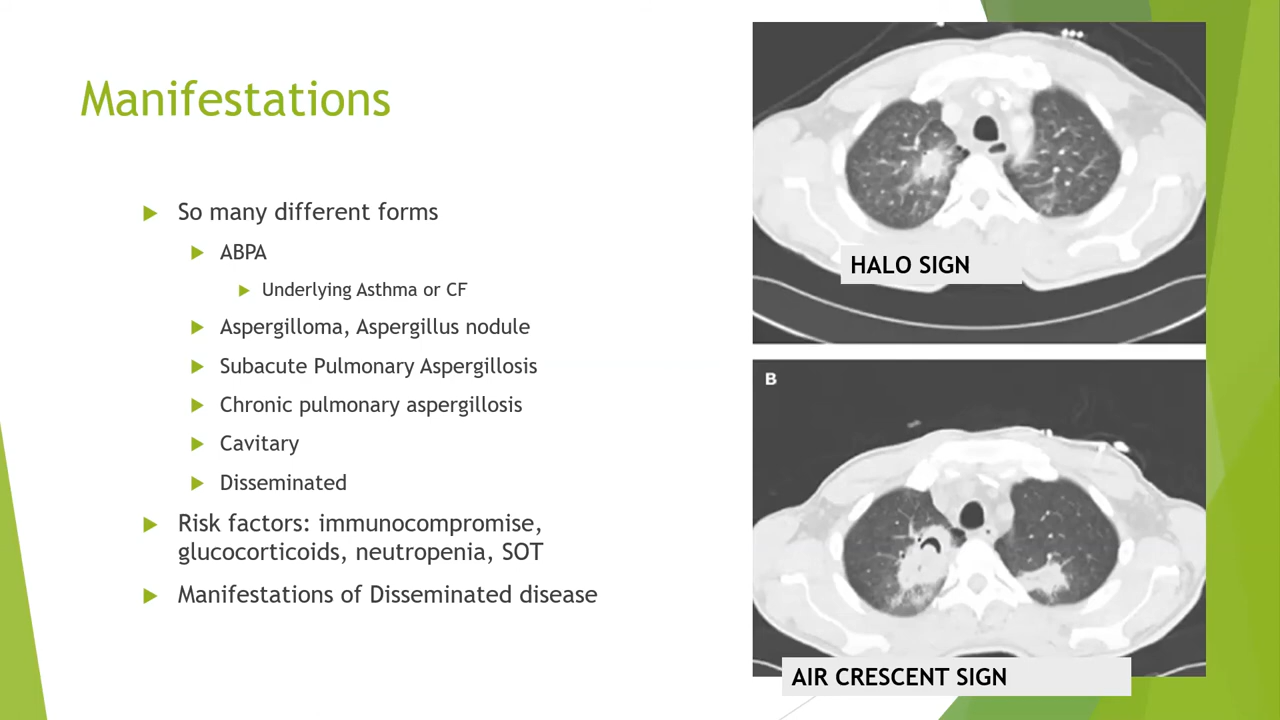 Manifestations
So many different forms
ABPA
Underlying Asthma or CF
Aspergilloma, Aspergillus nodule
Subacute Pulmonary Aspergillosis
Chronic pulmonary aspergillosis
Cavitary
Disseminated
Risk factors: immunocompromise,
glucocorticoids, neutropenia, SOT
Manifestations of Disseminated disease
HALO SIGN
B
AIR CRESCENT SIGN